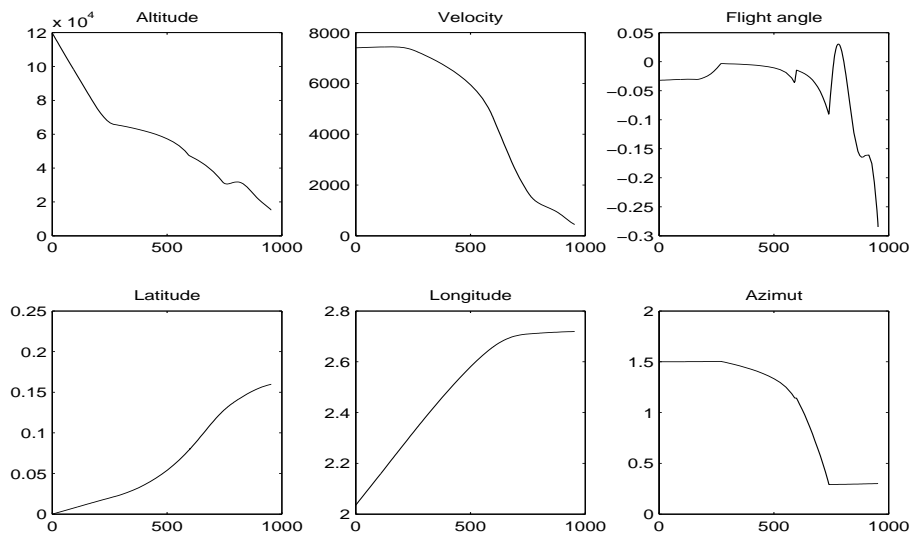 Altitude
x 10^4
12
10
8
6
4
2
0
0 500 1000
Velocity
8000
6000
4000
2000
0
0 500 1000
Flight angle
0.05
0
−0.05
−0.1
−0.15
−0.2
−0.25
−0.3
0 500 1000
Latitude
0.25
0.2
0.15
0.1
0.05
0
0 500 1000
Longitude
2.8
2.6
2.4
2.2
2
0 500 1000
Azimut
2
1.5
1
0.5
0
0 500 1000